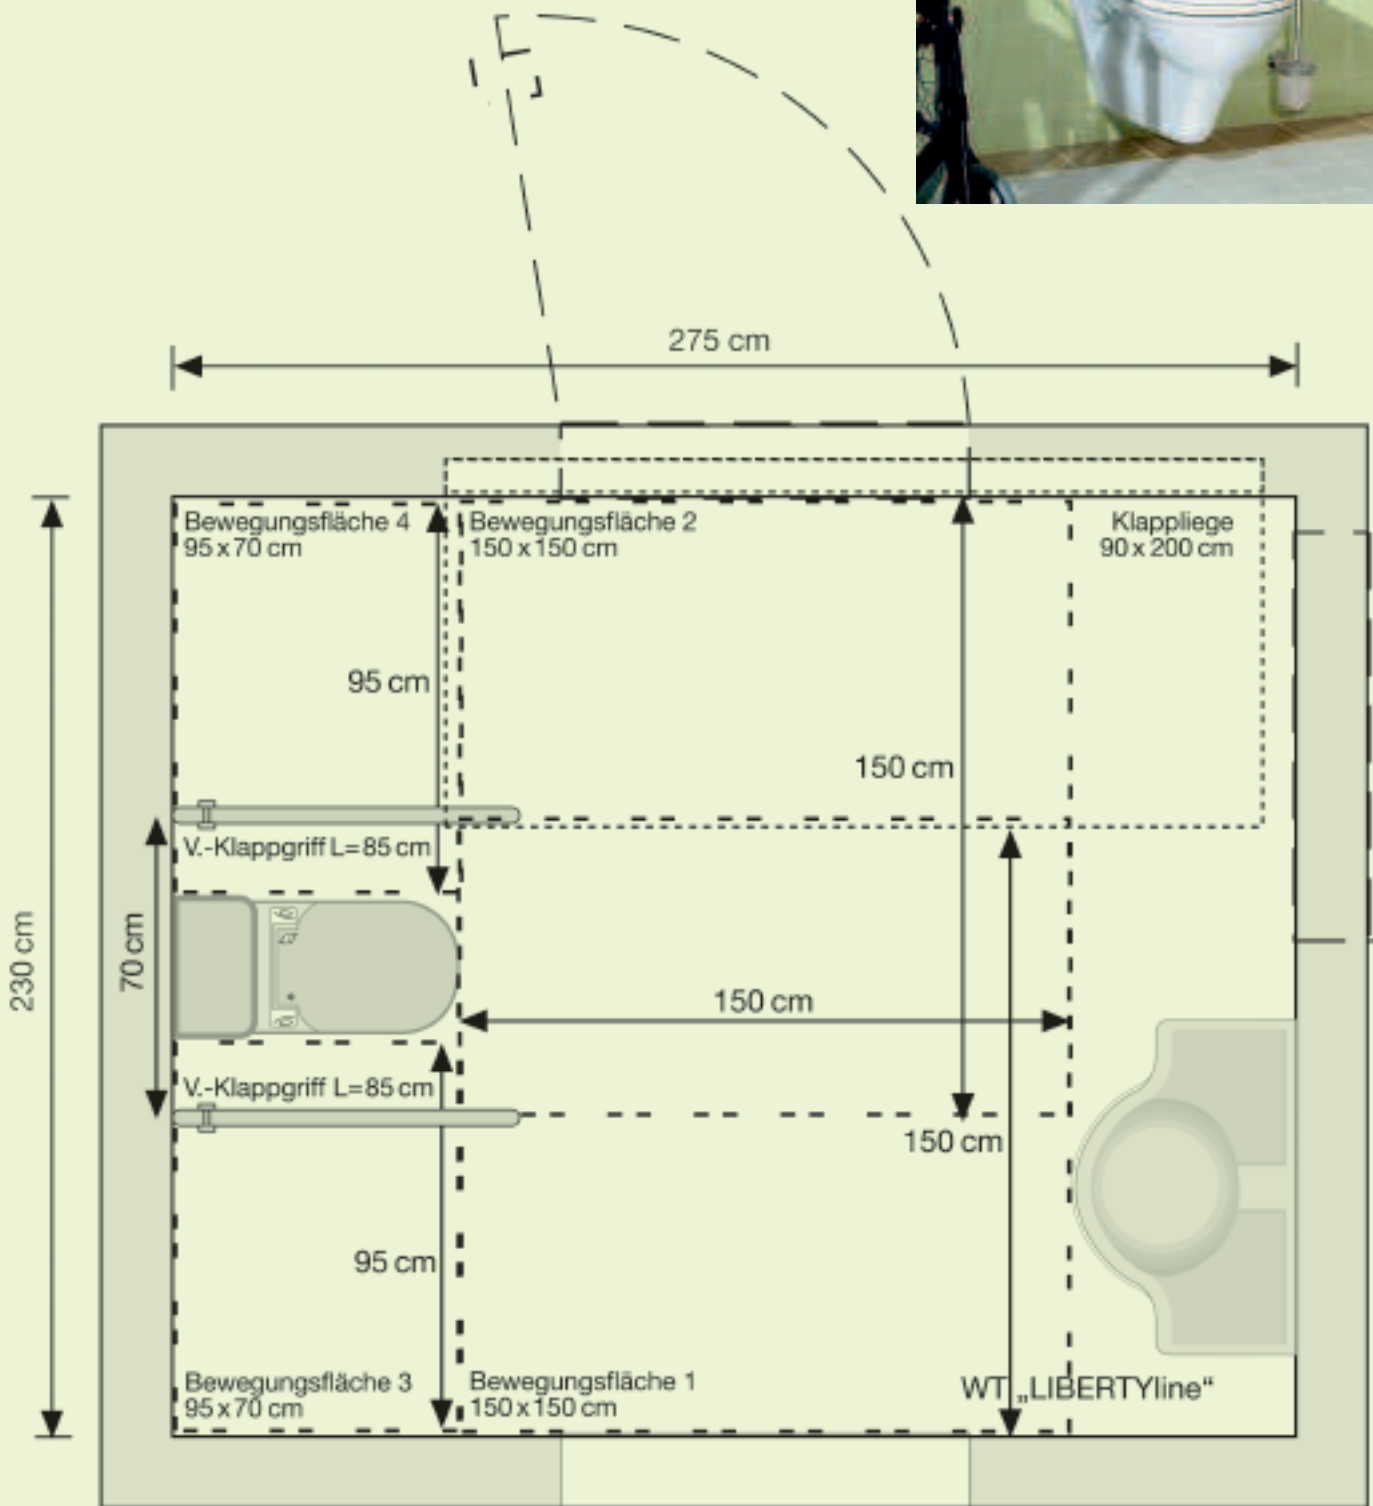 275 cm
Bewegungsfläche 4
95 x 70 cm
Bewegungsfläche 2
150 x 150 cm
Klappliege
90 x 200 cm
95 cm
150 cm
V.-Klappgriff L=85 cm
230 cm
70 cm
150 cm
V.-Klappgriff L=85 cm
150 cm
95 cm
Bewegungsfläche 3
95 x 70 cm
Bewegungsfläche 1
150 x 150 cm
WT „LIBERTYline“